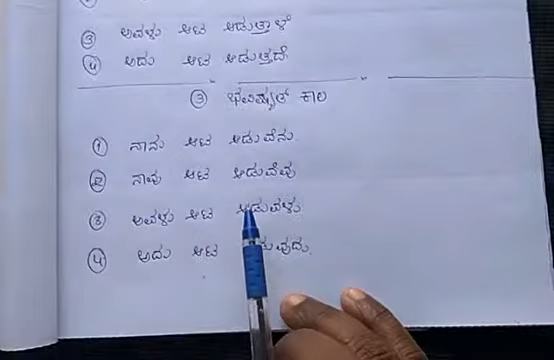 ③ ಅವಳು ಆಟ ಆಡುತ್ತಾಳೆ
④ ಅದು ಆಟ ಆಡುತ್ತದೆ
③ ಭವಿಷ್ಯತ್ ಕಾಲ
① ನಾನು ಆಟ ಆಡುವೆನು.
② ನಾವು ಆಟ ಆಡುವೆವು
③ ಅವಳು ಆಟ ಆಡುವಳು
④ ಅದು ಆಟ ಡುವುದು.